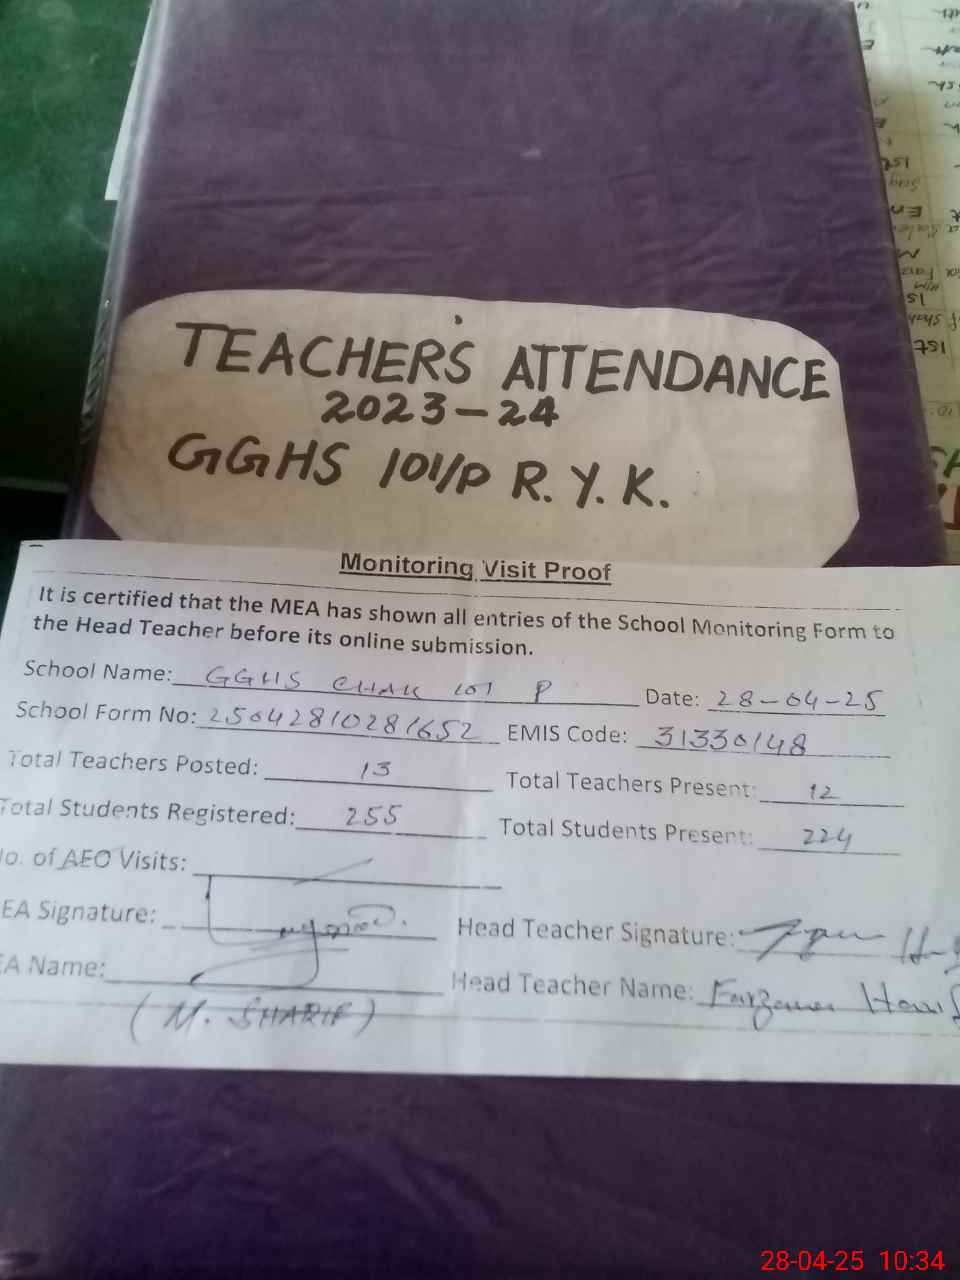 TEACHER'S ATTENDANCE
2023-24
GGHS 101/P R.Y.K.
Monitoring Visit Proof
It is certified that the MEA has shown all entries of the School Monitoring Form to
the Head Teacher before its online submission.
School Name: GGHS CHAK 101 P Date: 28-04-25
School Form No: 25042810281652 EMIS Code: 31330148
Total Teachers Posted: 13 Total Teachers Present: 12
Total Students Registered: 255 Total Students Present: 224
No. of AEO Visits:
EA Signature: Head Teacher Signature:
A Name: Head Teacher Name: Farzana
(M. SHARIF)
28-04-25 10:34